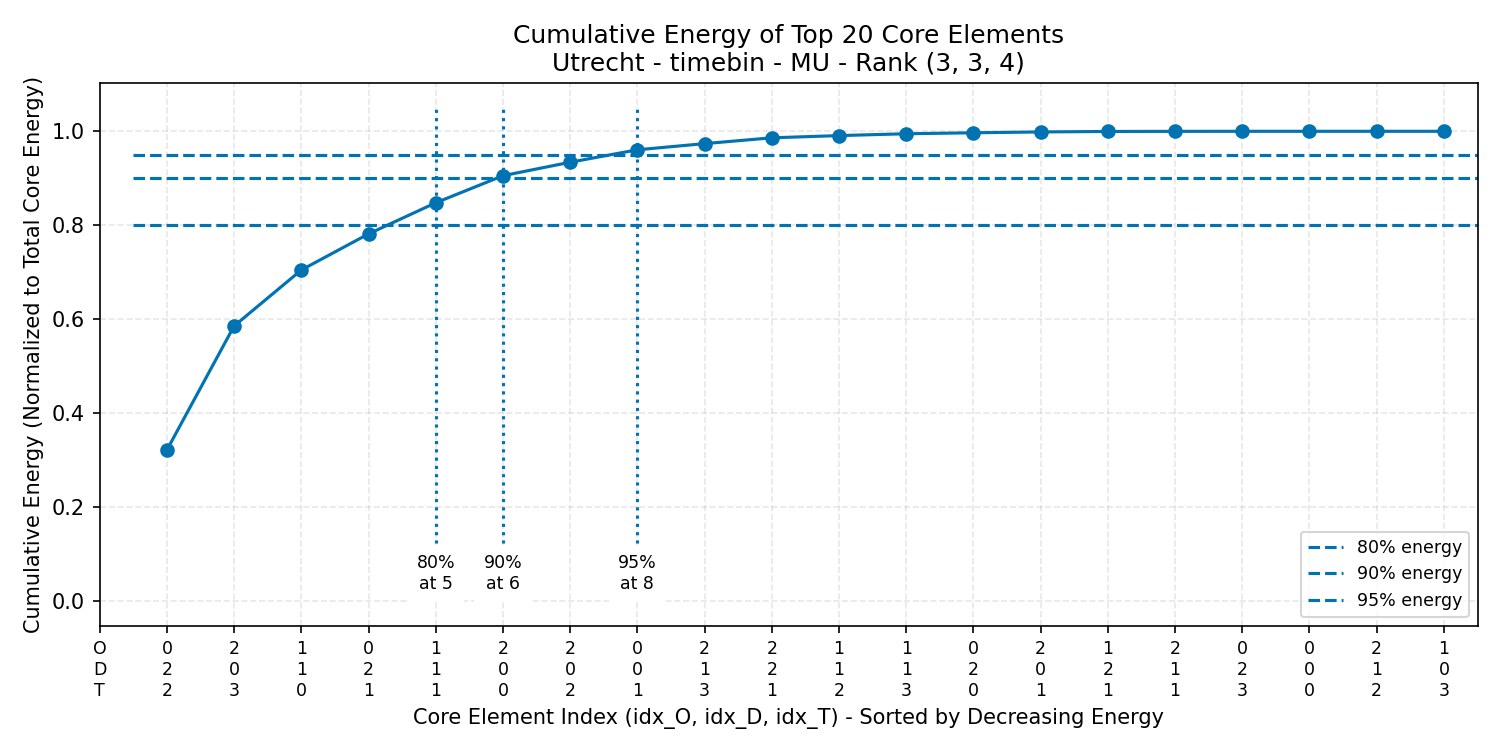 Cumulative Energy of Top 20 Core Elements
Utrecht - timebin - MU - Rank (3, 3, 4)
Cumulative Energy (Normalized to Total Core Energy)
1.0
0.8
0.6
0.4
0.2
0.0
80% 90% 95%
at 5 at 6 at 8
80% energy
90% energy
95% energy
O 0 2 1 0 1 2 2 0 2 2 1 1 0 2 1 2 0 0 2 1
D 2 0 1 2 1 0 0 0 1 2 1 1 2 0 2 1 2 0 1 0
T 2 3 0 1 1 0 2 1 3 1 2 3 0 1 1 1 3 0 2 3
Core Element Index (idx_O, idx_D, idx_T) - Sorted by Decreasing Energy